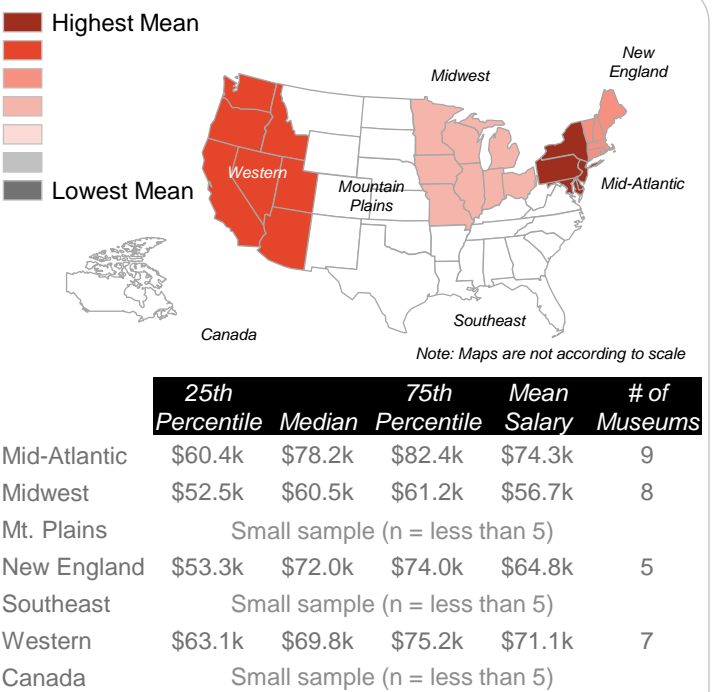 Highest Mean
Lowest Mean
New
England
Midwest
Western
Mountain
Plains
Mid-Atlantic
Southeast
Canada
Note: Maps are not according to scale
25th Percentile Median 75th Percentile Mean Salary # of Museums
Mid-Atlantic $60.4k $78.2k $82.4k $74.3k 9
Midwest $52.5k $60.5k $61.2k $56.7k 8
Mt. Plains Small sample (n = less than 5)
New England $53.3k $72.0k $74.0k $64.8k 5
Southeast Small sample (n = less than 5)
Western $63.1k $69.8k $75.2k $71.1k 7
Canada Small sample (n = less than 5)